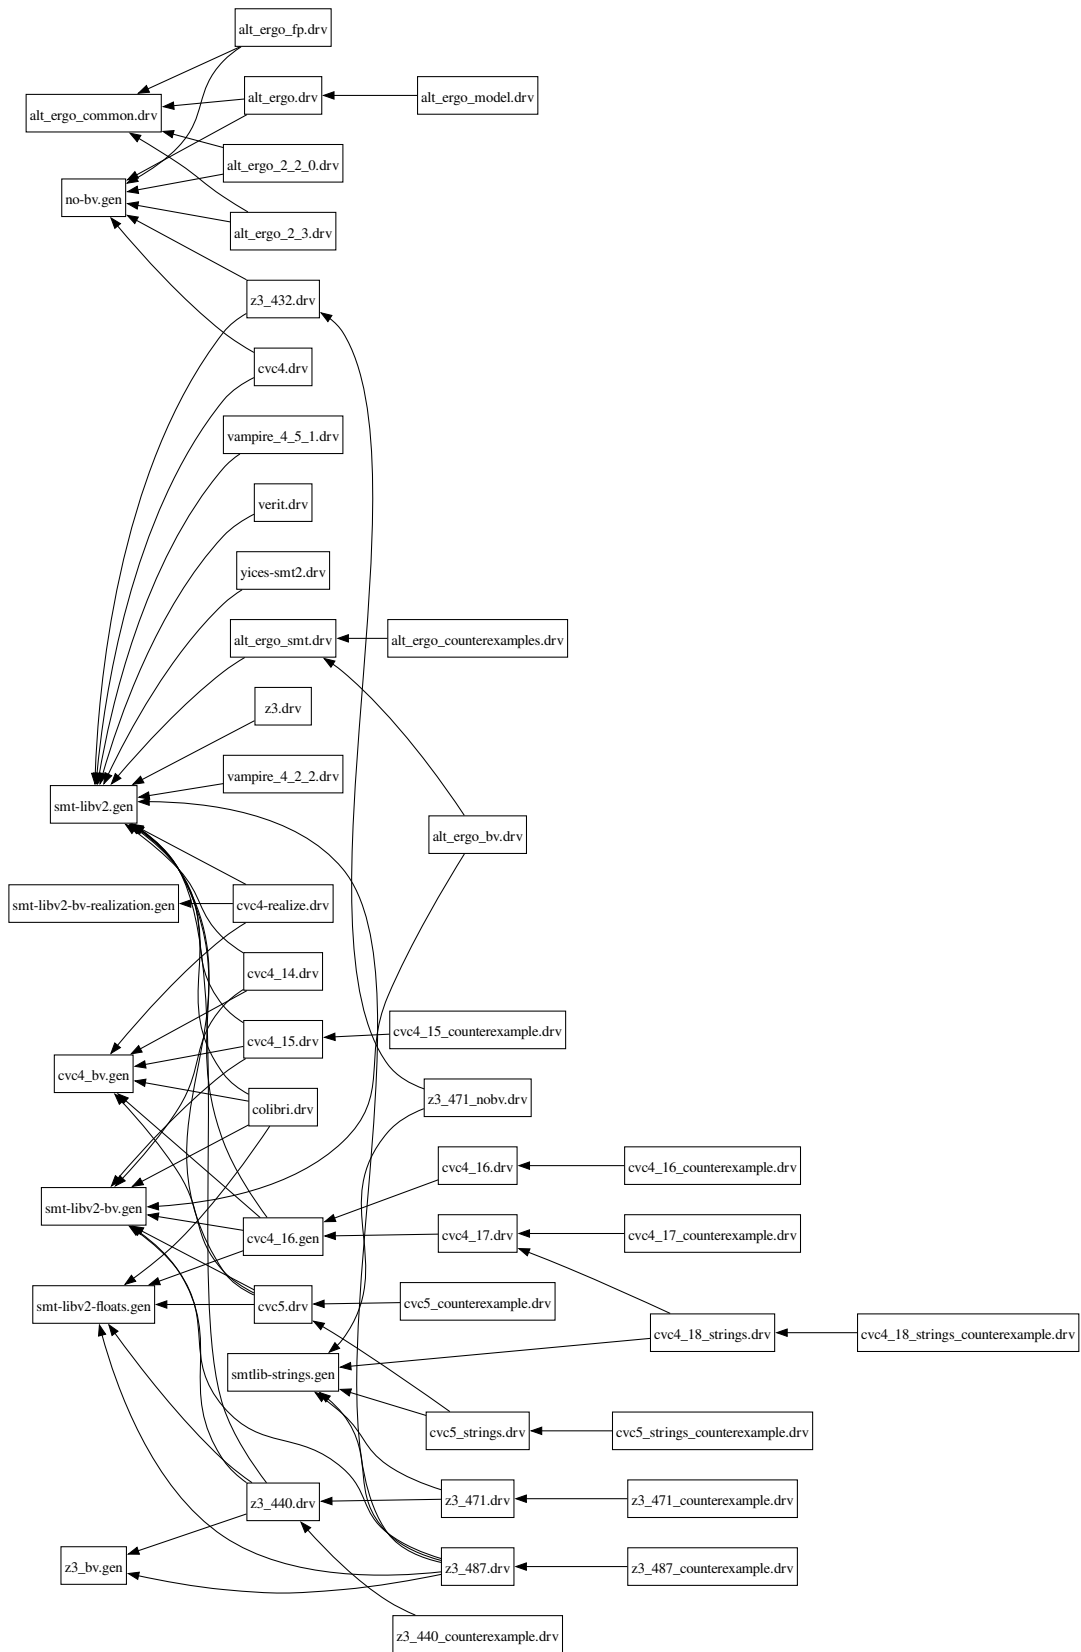 alt_ergo_fp.drv
alt_ergo.drv
alt_ergo_model.drv
alt_ergo_common.drv
alt_ergo_2_2_0.drv
no-bv.gen
alt_ergo_2_3.drv
z3_432.drv
cvc4.drv
vampire_4_5_1.drv
verit.drv
yices-smt2.drv
alt_ergo_smt.drv
alt_ergo_counterexamples.drv
z3.drv
vampire_4_2_2.drv
smt-libv2.gen
alt_ergo_bv.drv
smt-libv2-bv-realization.gen
cvc4-realize.drv
cvc4_14.drv
cvc4_15.drv
cvc4_15_counterexample.drv
cvc4_bv.gen
colibri.drv
z3_471_nobv.drv
cvc4_16.drv
cvc4_16_counterexample.drv
smt-libv2-bv.gen
cvc4_16.gen
cvc4_17.drv
cvc4_17_counterexample.drv
smt-libv2-floats.gen
cvc5.drv
cvc5_counterexample.drv
cvc4_18_strings.drv
cvc4_18_strings_counterexample.drv
smtlib-strings.gen
cvc5_strings.drv
cvc5_strings_counterexample.drv
z3_440.drv
z3_471.drv
z3_471_counterexample.drv
z3_bv.gen
z3_487.drv
z3_487_counterexample.drv
z3_440_counterexample.drv